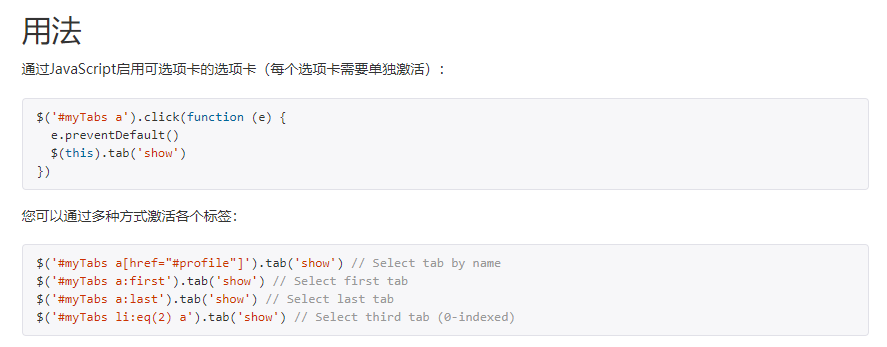 用法
通过JavaScript启用可选项卡的选项卡（每个选项卡需要单独激活）：
$('#myTabs a').click(function (e) {
  e.preventDefault()
  $(this).tab('show')
})
您可以通过多种方式激活各个标签：
$('#myTabs a[href="#profile"]').tab('show') // Select tab by name
$('#myTabs a:first').tab('show') // Select first tab
$('#myTabs a:last').tab('show') // Select last tab
$('#myTabs li:eq(2) a').tab('show') // Select third tab (0-indexed)